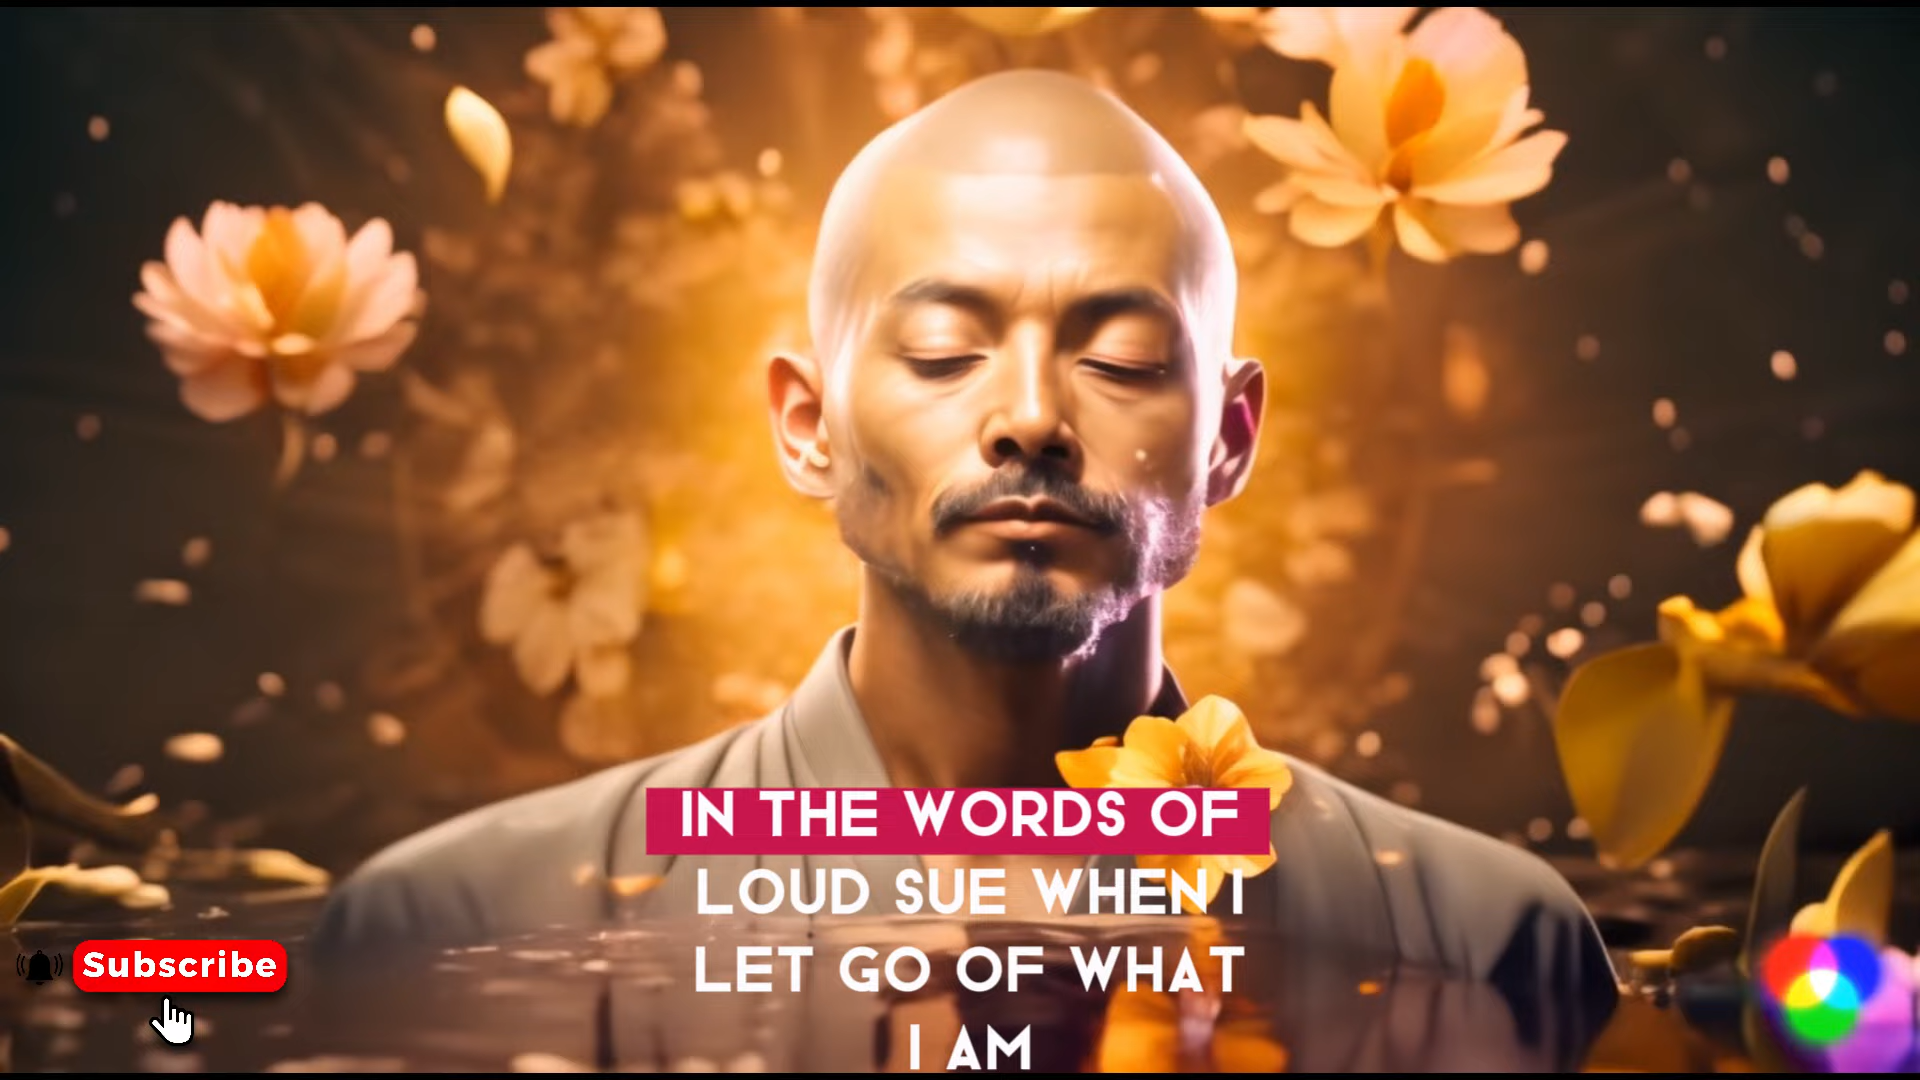 IN THE WORDS OF
LOUD SUE WHEN I
LET GO OF WHAT
I AM
Subscribe